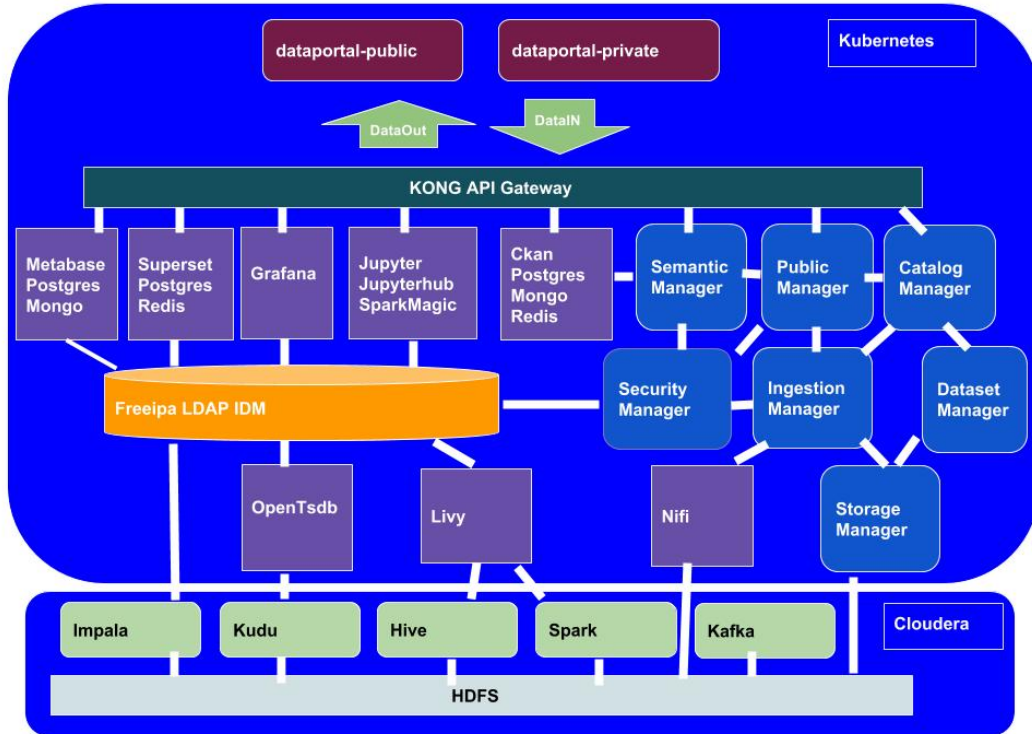 dataportal-public
dataportal-private
Kubernetes
DataOut
DataIN
KONG API Gateway
Metabase
Postgres
Mongo
Superset
Postgres
Redis
Grafana
Jupyter
Jupyterhub
SparkMagic
Ckan
Postgres
Mongo
Redis
Semantic
Manager
Public
Manager
Catalog
Manager
Freeipa LDAP IDM
Security
Manager
Ingestion
Manager
Dataset
Manager
OpenTsdb
Livy
Nifi
Storage
Manager
Impala
Kudu
Hive
Spark
Kafka
Cloudera
HDFS